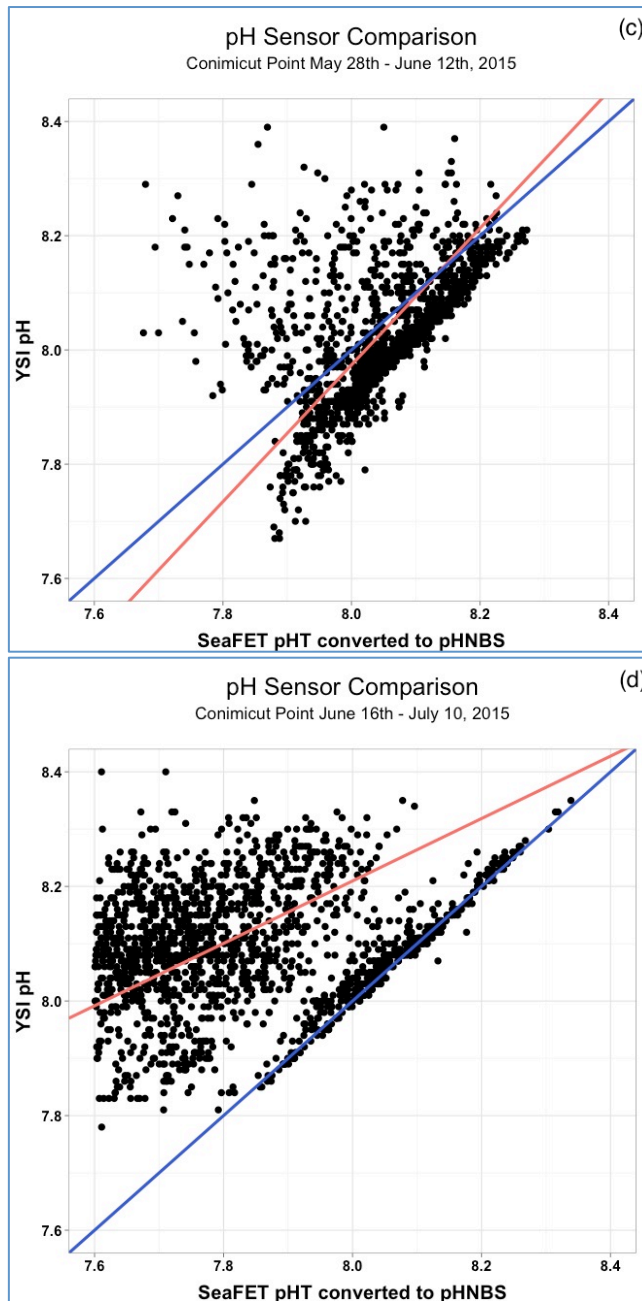 (c)
pH Sensor Comparison
Conimicut Point May 28th - June 12th, 2015
YSI pH
8.4
8.2
8.0
7.8
7.6
7.6 7.8 8.0 8.2 8.4
SeaFET pHT converted to pHNBS
(d)
pH Sensor Comparison
Conimicut Point June 16th - July 10, 2015
YSI pH
8.4
8.2
8.0
7.8
7.6
7.6 7.8 8.0 8.2 8.4
SeaFET pHT converted to pHNBS